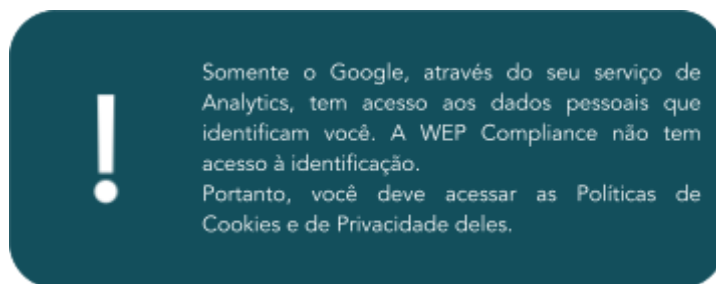 Somente o Google, através do seu serviço de
Analytics, tem acesso aos dados pessoais que
identificam você. A WEP Compliance não tem
acesso à identificação.
Portanto, você deve acessar as Políticas de
Cookies e de Privacidade deles.